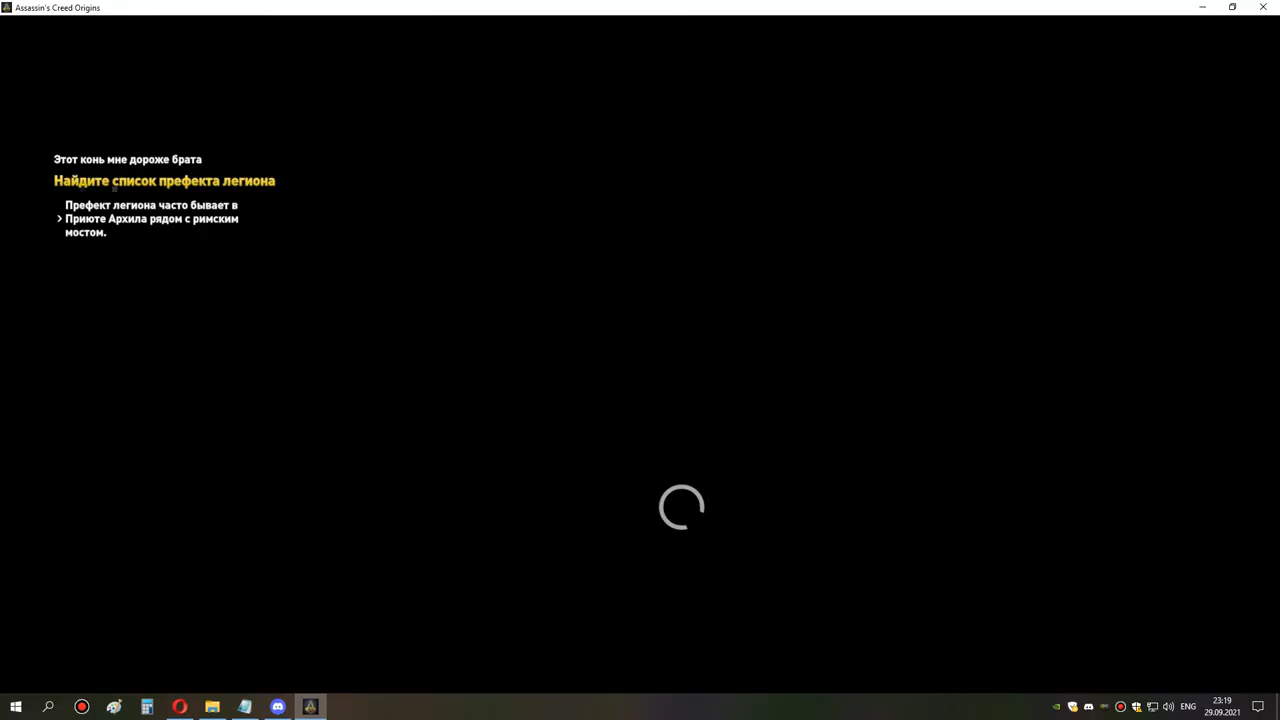 Assassin's Creed Origins
Этот конь мне дороже брата
Найдите список префекта легиона
Префект легиона часто бывает в
Приюте Архила рядом с римским
мостом.
ENG
23:19
29.09.2021